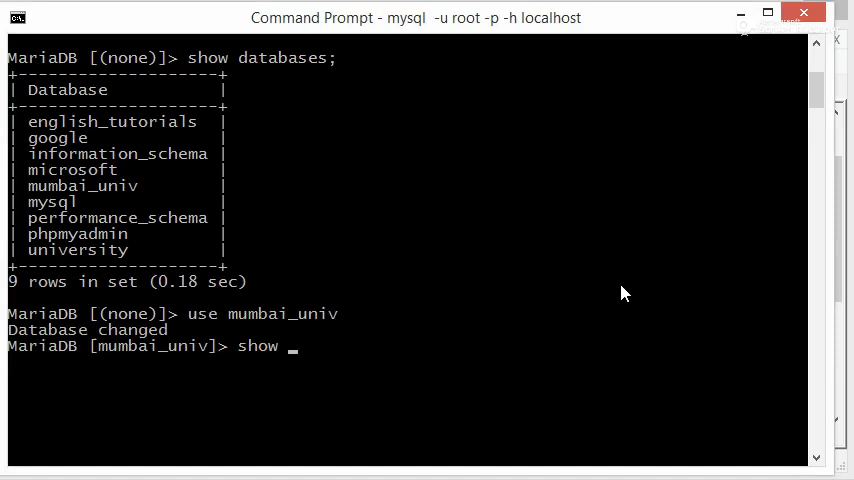 Command Prompt - mysql -u root -p -h localhost
MariaDB [(none)]> show databases;
+--------------------+
| Database           |
+--------------------+
| english_tutorials  |
| google             |
| information_schema |
| microsoft          |
| mumbai_univ        |
| mysql              |
| performance_schema |
| phpmyadmin         |
| university         |
+--------------------+
9 rows in set (0.18 sec)
MariaDB [(none)]> use mumbai_univ
Database changed
MariaDB [mumbai_univ]> show _